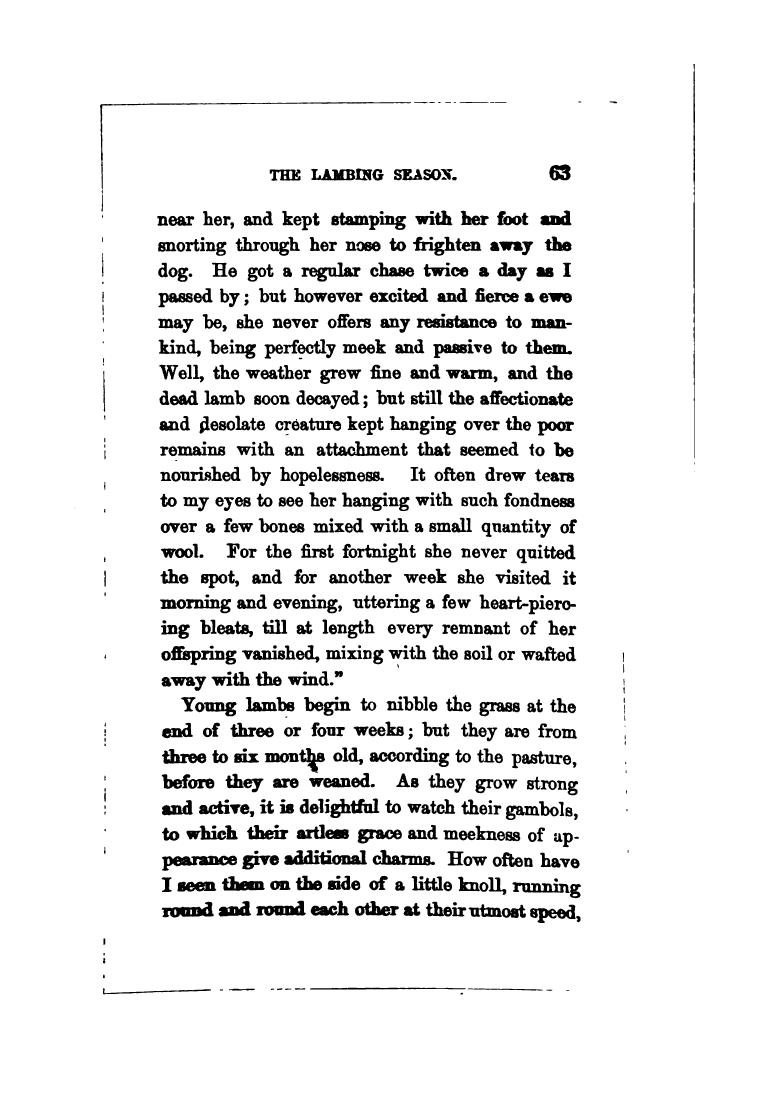 THE LAMBING SEASON. 63
near her, and kept stamping with her foot and
snorting through her nose to frighten away the
dog. He got a regular chase twice a day as I
passed by; but however excited and fierce a ewe
may be, she never offers any resistance to man-
kind, being perfectly meek and passive to them.
Well, the weather grew fine and warm, and the
dead lamb soon decayed; but still the affectionate
and desolate creature kept hanging over the poor
remains with an attachment that seemed to be
nourished by hopelessness. It often drew tears
to my eyes to see her hanging with such fondness
over a few bones mixed with a small quantity of
wool. For the first fortnight she never quitted
the spot, and for another week she visited it
morning and evening, uttering a few heart-pierc-
ing bleats, till at length every remnant of her
offspring vanished, mixing with the soil or wafted
away with the wind."
Young lambs begin to nibble the grass at the
end of three or four weeks; but they are from
three to six months old, according to the pasture,
before they are weaned. As they grow strong
and active, it is delightful to watch their gambols,
to which their artless grace and meekness of ap-
pearance give additional charms. How often have
I seen them on the side of a little knoll, running
round and round each other at their utmost speed,